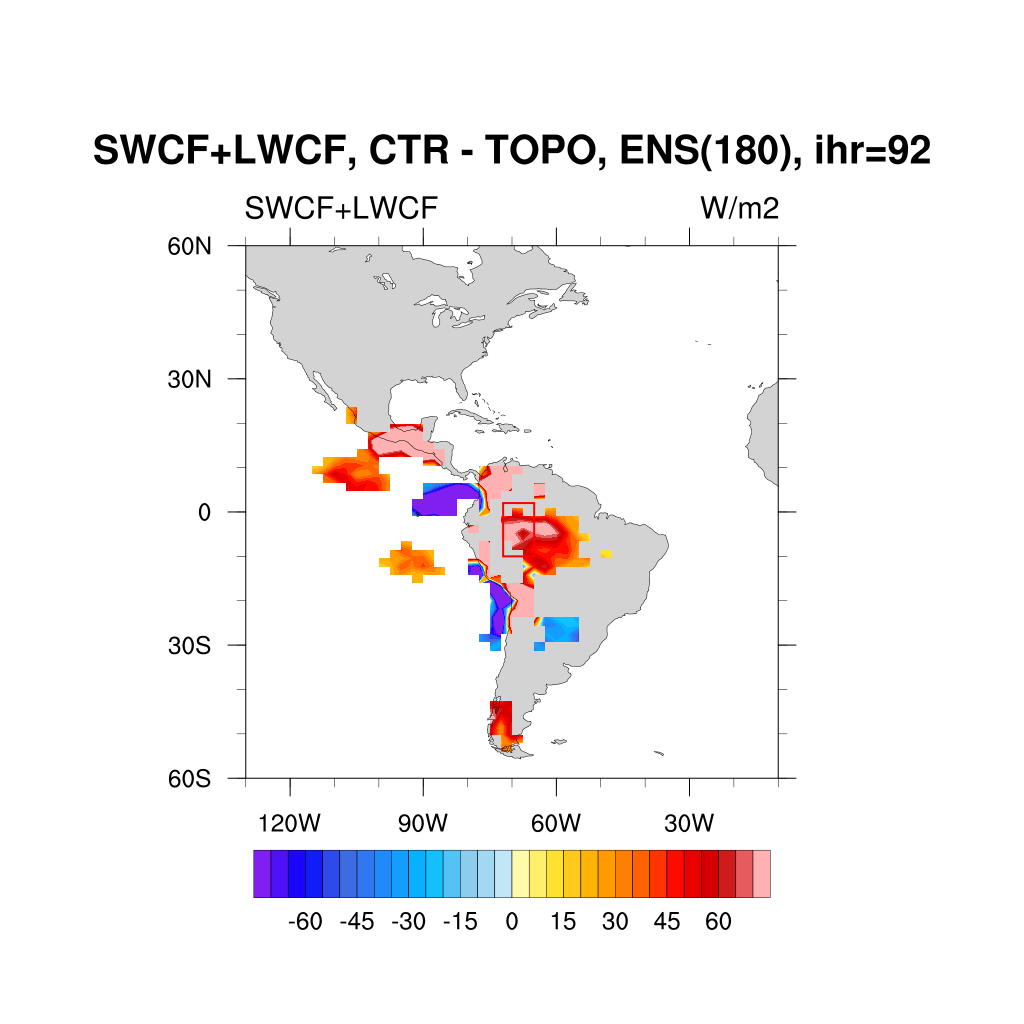 SWCF+LWCF, CTR - TOPO, ENS(180), ihr=92
SWCF+LWCF W/m2
60N
30N
0
30S
60S
120W 90W 60W 30W
-60 -45 -30 -15 0 15 30 45 60